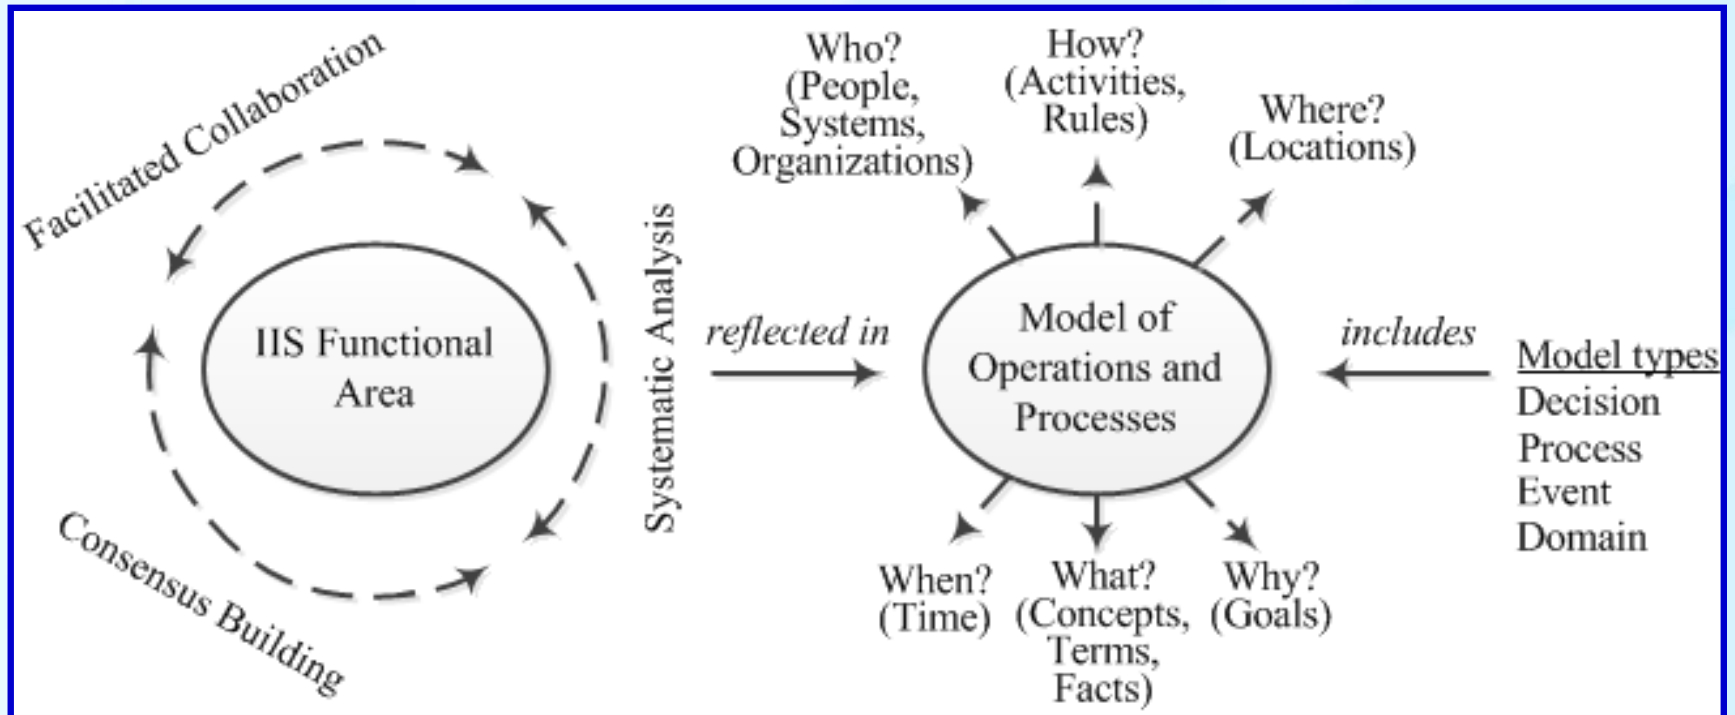 Facilitated Collaboration
IIS Functional
Area
Consensus Building
Systematic Analysis
reflected in
Who?
(People,
Systems,
Organizations)
How?
(Activities,
Rules)
Where?
(Locations)
Model of
Operations and
Processes
When?
(Time)
What?
(Concepts,
Terms,
Facts)
Why?
(Goals)
includes
Model types
Decision
Process
Event
Domain